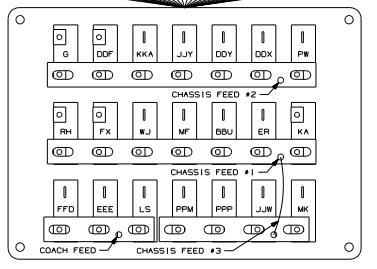 G DDF KKA JJY DDY DDX PW
CHASSIS FEED #2
RH FX WJ MF BBU ER KA
CHASSIS FEED #1
FFD EEE LS PPM PPP JJW MK
COACH FEED CHASSIS FEED #3